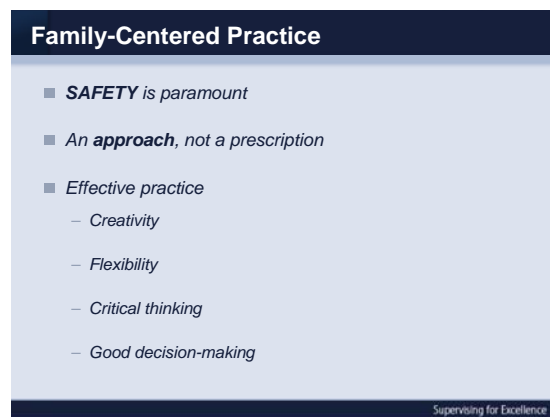 Family-Centered Practice
SAFETY is paramount
An approach, not a prescription
Effective practice
– Creativity
– Flexibility
– Critical thinking
– Good decision-making
Supervising for Excellence